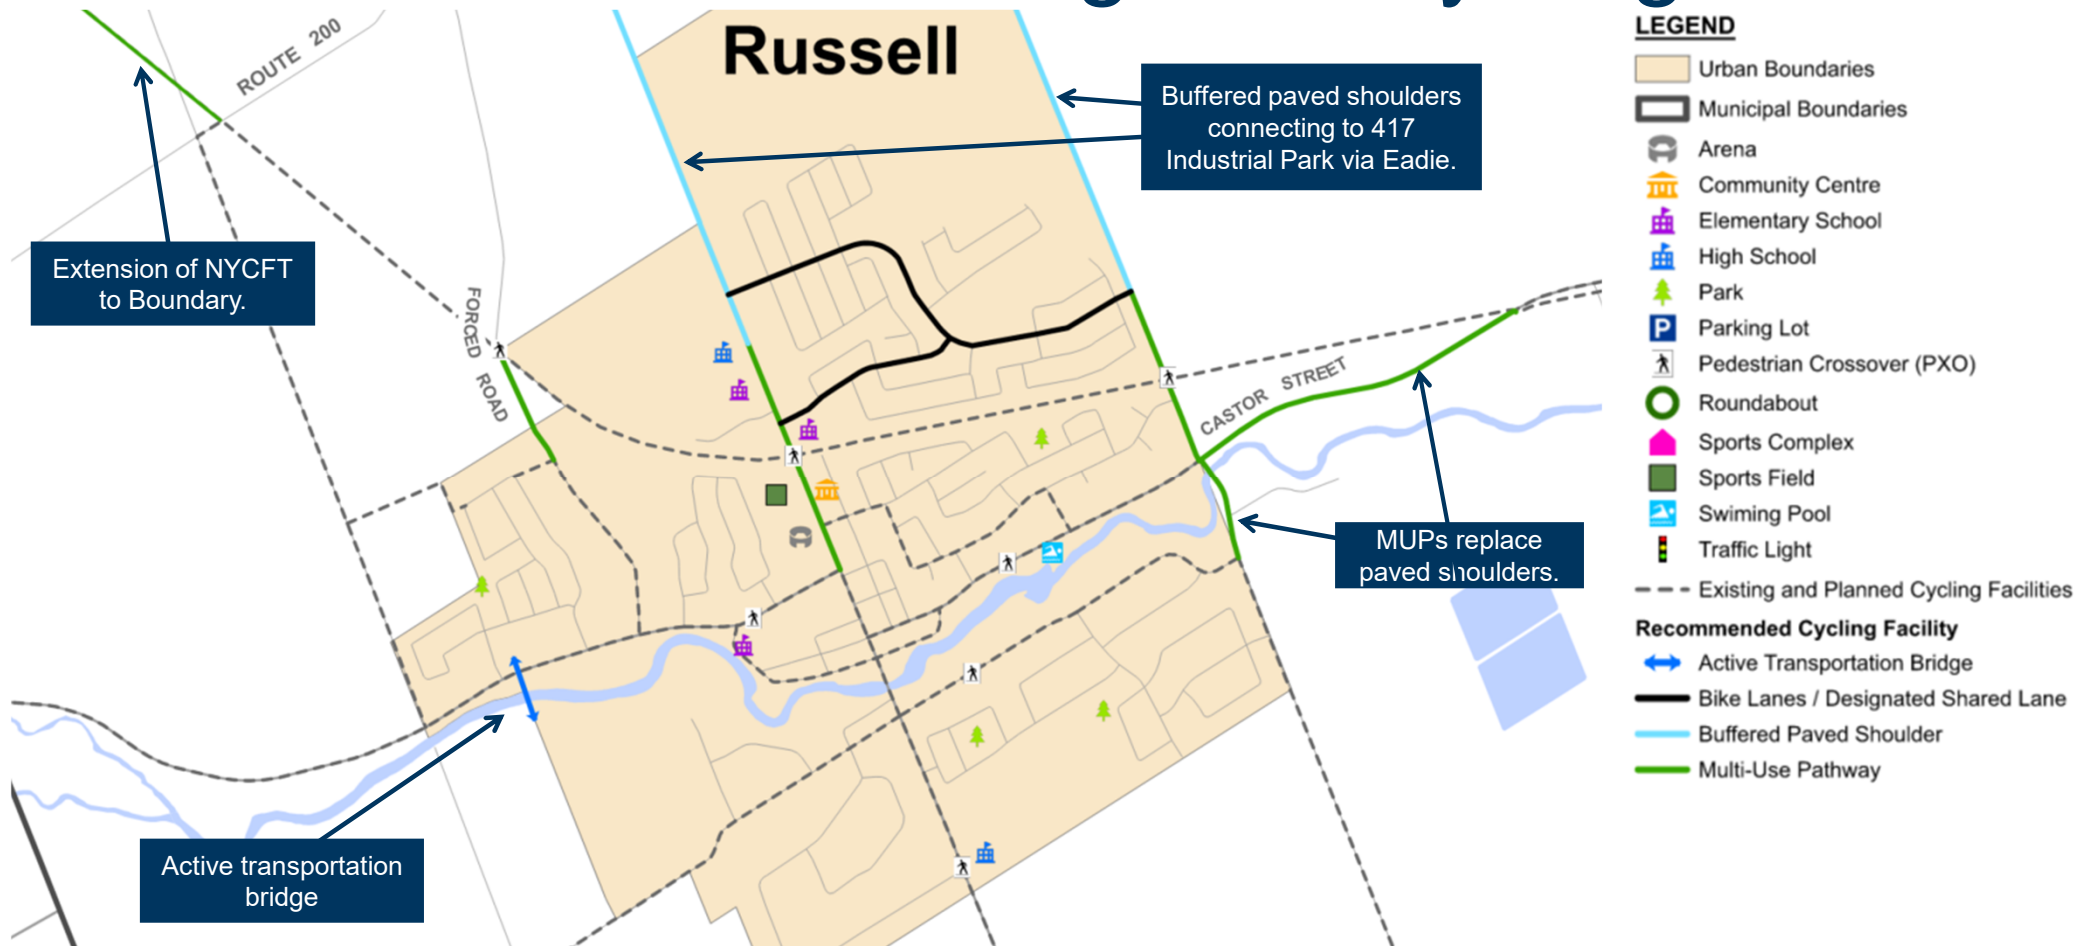 Russell
ROUTE 200
Buffered paved shoulders
connecting to 417
Industrial Park via Eadie.
Extension of NYCFT
to Boundary.
FORCED ROAD
CASTOR STREET
MUPs replace
paved shoulders.
Active transportation
bridge
LEGEND
Urban Boundaries
Municipal Boundaries
Arena
Community Centre
Elementary School
High School
Park
P Parking Lot
Pedestrian Crossover (PXO)
Roundabout
Sports Complex
Sports Field
Swiming Pool
Traffic Light
Existing and Planned Cycling Facilities
Recommended Cycling Facility
Active Transportation Bridge
Bike Lanes / Designated Shared Lane
Buffered Paved Shoulder
Multi-Use Pathway